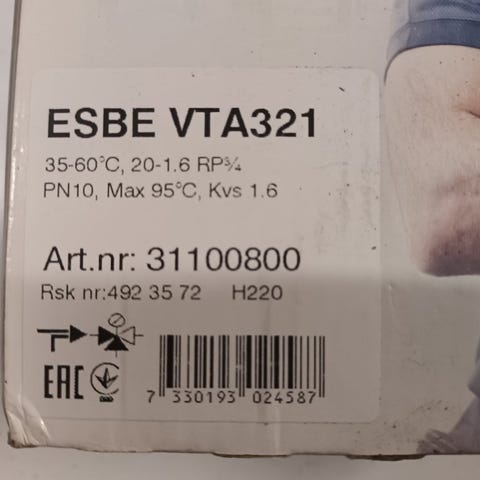 ESBE VTA321
35-60°C, 20-1.6 RP¾
PN10, Max 95°C, Kvs 1.6
Art.nr: 31100800
Rsk nr:492 35 72 H220
EAC
7 330193 024587